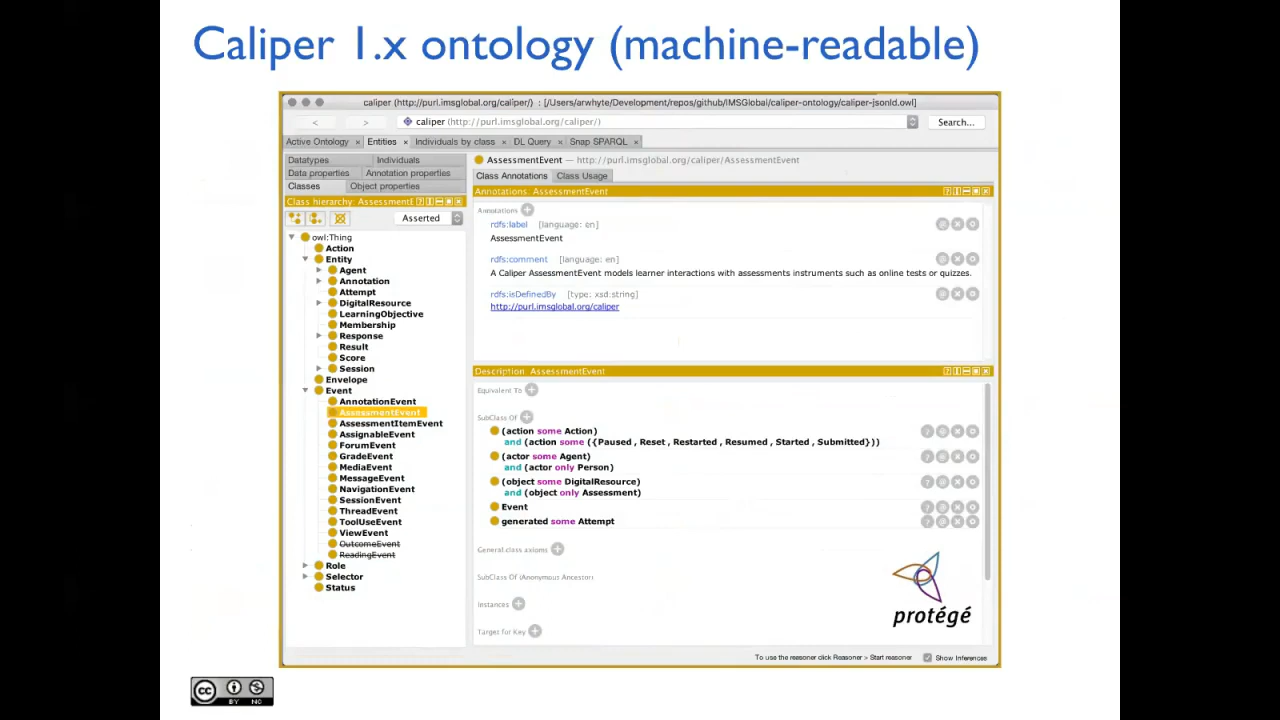 Caliper 1.x ontology (machine-readable)
caliper (http://purl.imsglobal.org/caliper/) : [/Users/arwhyte/Development/repos/github/IMSGlobal/caliper-ontology/caliper-jsonld.owl]
< > caliper (http://purl.imsglobal.org/caliper/) Search...
Active Ontology × Entities × Individuals by class × DL Query × Snap SPARQL ×
Datatypes Individuals
Data properties Annotation properties
Classes Object properties
Class hierarchy: AssessmentE
Asserted
owl:Thing
Action
Entity
Agent
Annotation
Attempt
DigitalResource
LearningObjective
Membership
Response
Result
Score
Session
Envelope
Event
AnnotationEvent
AssessmentEvent
AssessmentItemEvent
AssignableEvent
ForumEvent
GradeEvent
MediaEvent
MessageEvent
NavigationEvent
SessionEvent
ThreadEvent
ToolUseEvent
ViewEvent
OutcomeEvent
ReadingEvent
Role
Selector
Status
AssessmentEvent — http://purl.imsglobal.org/caliper/AssessmentEvent
Class Annotations Class Usage
Annotations: AssessmentEvent
Annotations
rdfs:label [language: en]
AssessmentEvent
rdfs:comment [language: en]
A Caliper AssessmentEvent models learner interactions with assessments instruments such as online tests or quizzes.
rdfs:isDefinedBy [type: xsd:string]
http://purl.imsglobal.org/caliper
Description: AssessmentEvent
Equivalent To
SubClass Of
(action some Action)
and (action some ({Paused , Reset , Restarted , Resumed , Started , Submitted}))
(actor some Agent)
and (actor only Person)
(object some DigitalResource)
and (object only Assessment)
Event
generated some Attempt
General class axioms
SubClass Of (Anonymous Ancestor)
Instances
Target for Key
protégé
To use the reasoner click Reasoner > Start reasoner Show Inferences
cc BY NC